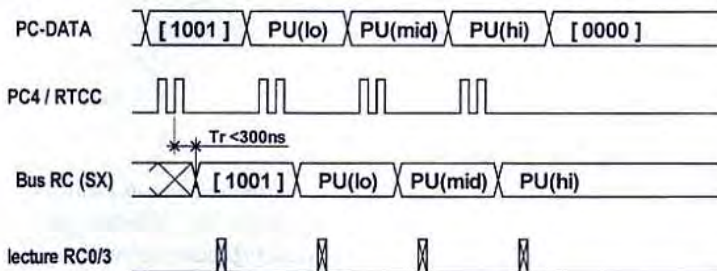 PC-DATA [1001] PU(lo) PU(mid) PU(hi) [0000]
PC4 / RTCC
Tr <300ns
Bus RC (SX) [1001] PU(lo) PU(mid) PU(hi)
lecture RC0/3